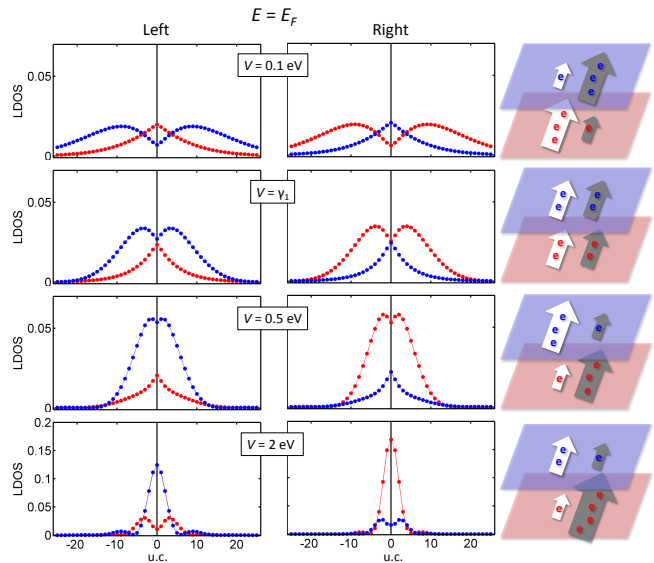 E = E_F
Left
Right
V = 0.1 eV
LDOS
0.05
0
V = γ₁
LDOS
0.05
0
V = 0.5 eV
LDOS
0.05
0
V = 2 eV
LDOS
0.2
0.15
0.1
0.05
0
-20 -10 0 10 20
-20 -10 0 10 20
u.c.
u.c.
e e e e
e e e e
e e e e e
e e e e
e e e e
e e e e e
e e e
e e e e e